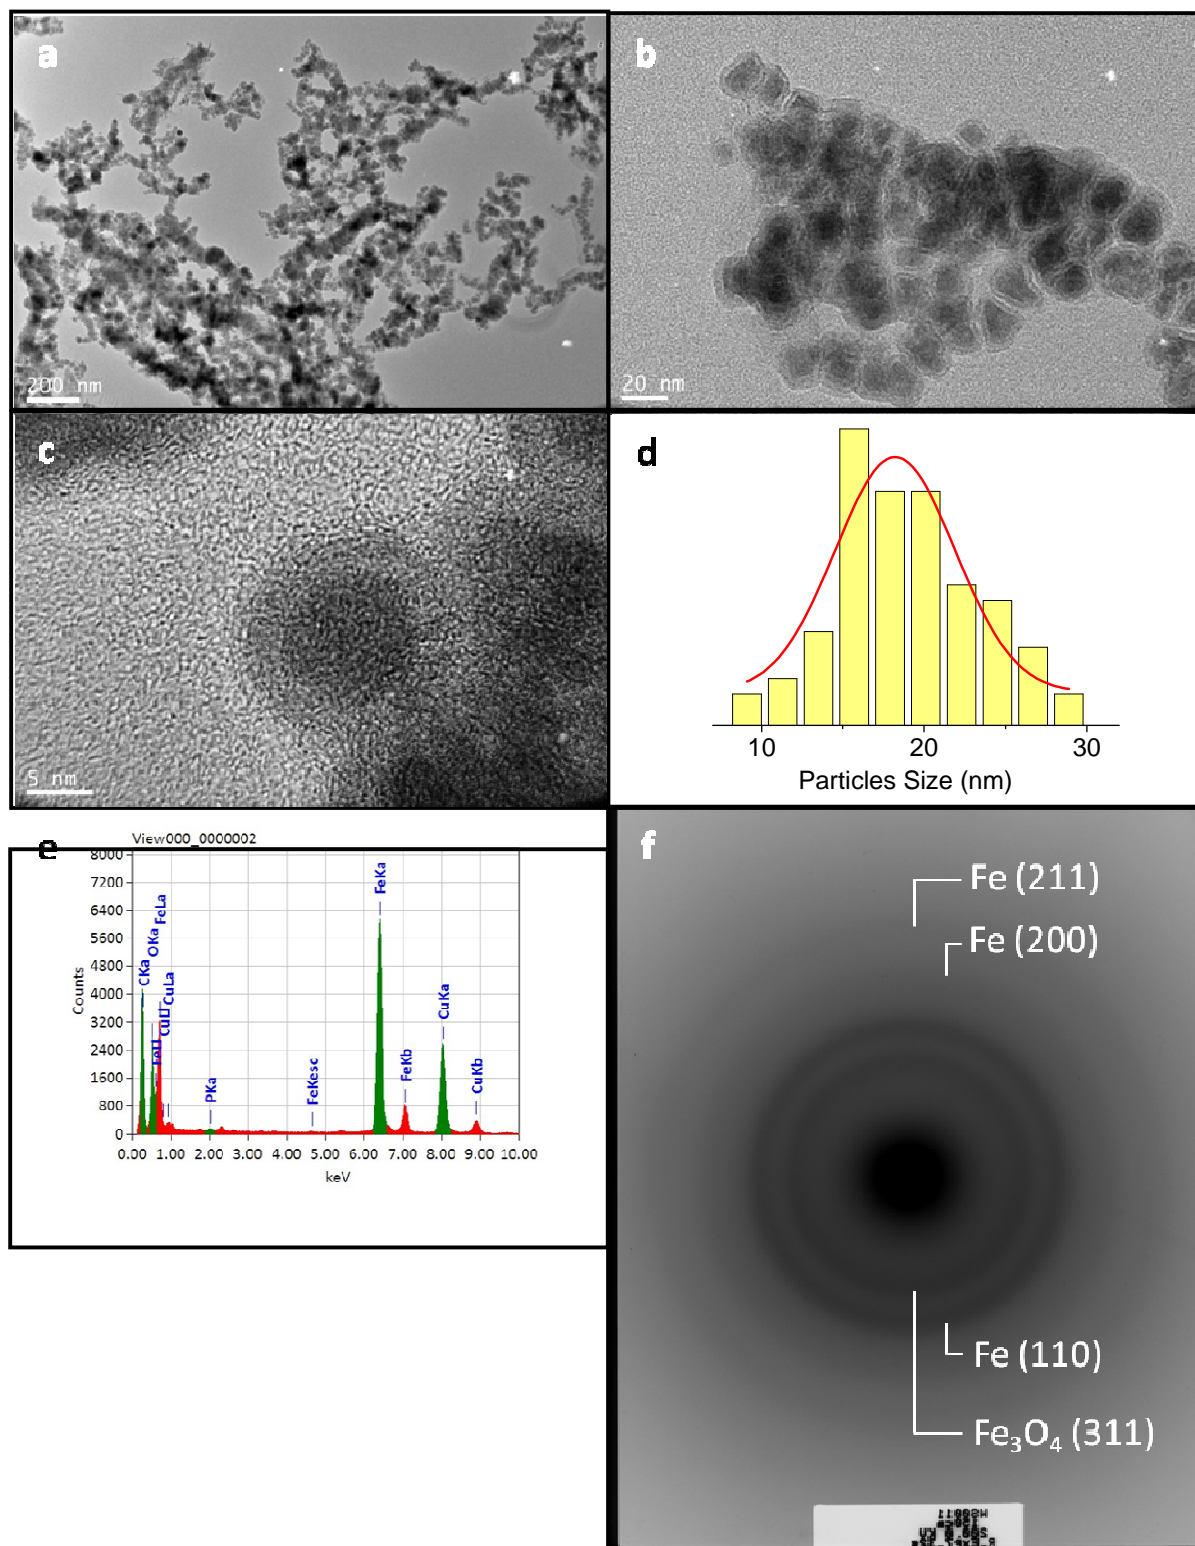 a
200 nm
b
20 nm
c
5 nm
d
10 20 30
Particles Size (nm)
e
View000_0000002
Counts
8000
7200
6400
5600
4800
4000
3200
2400
1600
800
0
CKa
OKa
FeLa
FeLl
CuLl
CuLa
PKa
FeKesc
FeKa
FeKb
CuKa
CuKb
0.00 1.00 2.00 3.00 4.00 5.00 6.00 7.00 8.00 9.00 10.00
keV
f
Fe (211)
Fe (200)
Fe (110)
Fe₃O₄ (311)